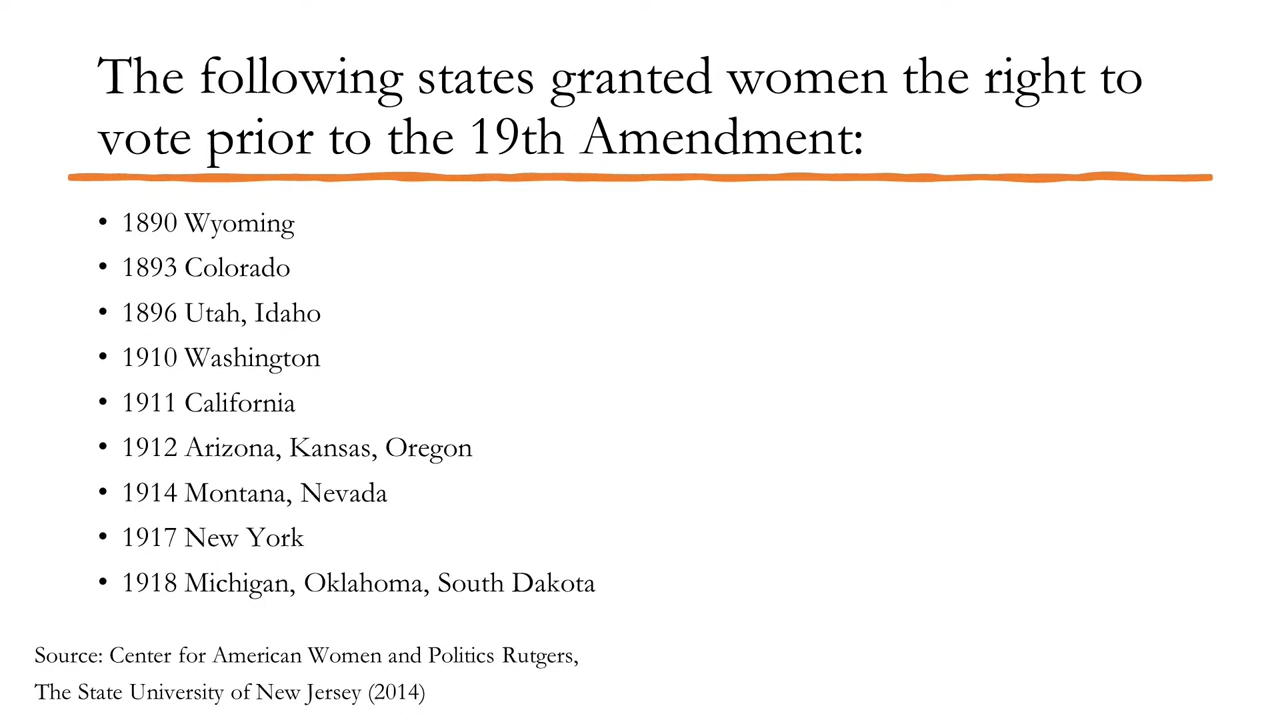 The following states granted women the right to
vote prior to the 19th Amendment:
• 1890 Wyoming
• 1893 Colorado
• 1896 Utah, Idaho
• 1910 Washington
• 1911 California
• 1912 Arizona, Kansas, Oregon
• 1914 Montana, Nevada
• 1917 New York
• 1918 Michigan, Oklahoma, South Dakota
Source: Center for American Women and Politics Rutgers,
The State University of New Jersey (2014)